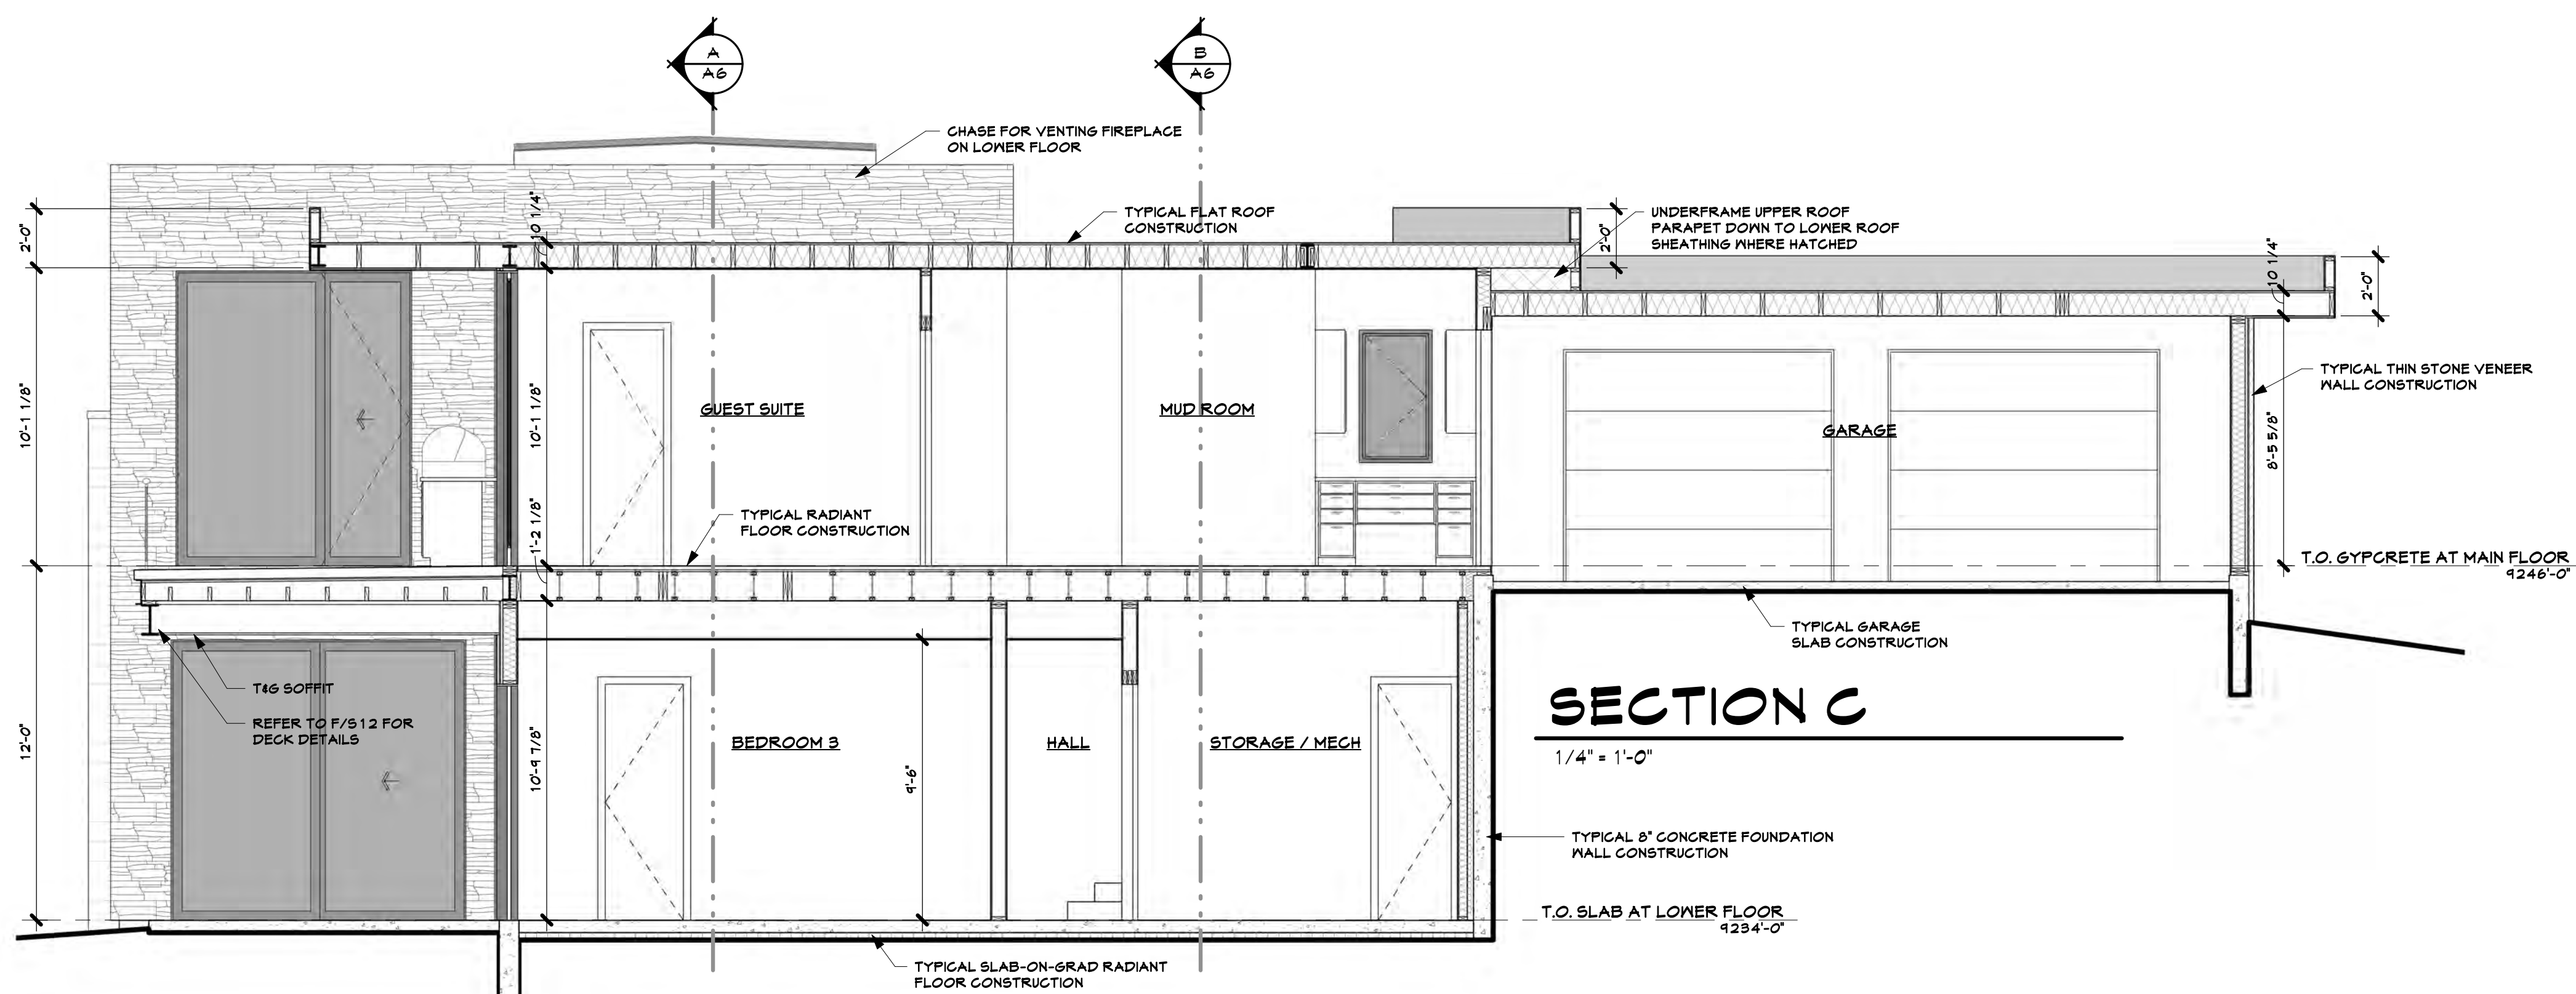 A
A6
B
A6
CHASE FOR VENTING FIREPLACE
ON LOWER FLOOR
2'-0"
10 1/4"
TYPICAL FLAT ROOF
CONSTRUCTION
2'-0"
UNDERFRAME UPPER ROOF
PARAPET DOWN TO LOWER ROOF
SHEATHING WHERE HATCHED
10 1/4"
2'-0"
10'-1 1/8"
10'-1 1/8"
GUEST SUITE
MUD ROOM
GARAGE
8'-5 5/8"
TYPICAL THIN STONE VENEER
WALL CONSTRUCTION
1'-2 1/8"
TYPICAL RADIANT
FLOOR CONSTRUCTION
T.O. GYPCRETE AT MAIN FLOOR
9246'-0"
TYPICAL GARAGE
SLAB CONSTRUCTION
T&G SOFFIT
REFER TO F/S12 FOR
DECK DETAILS
12'-0"
10'-9 7/8"
BEDROOM 3
9'-6"
HALL
STORAGE / MECH
SECTION C
1/4" = 1'-0"
TYPICAL 8" CONCRETE FOUNDATION
WALL CONSTRUCTION
T.O. SLAB AT LOWER FLOOR
9234'-0"
TYPICAL SLAB-ON-GRAD RADIANT
FLOOR CONSTRUCTION